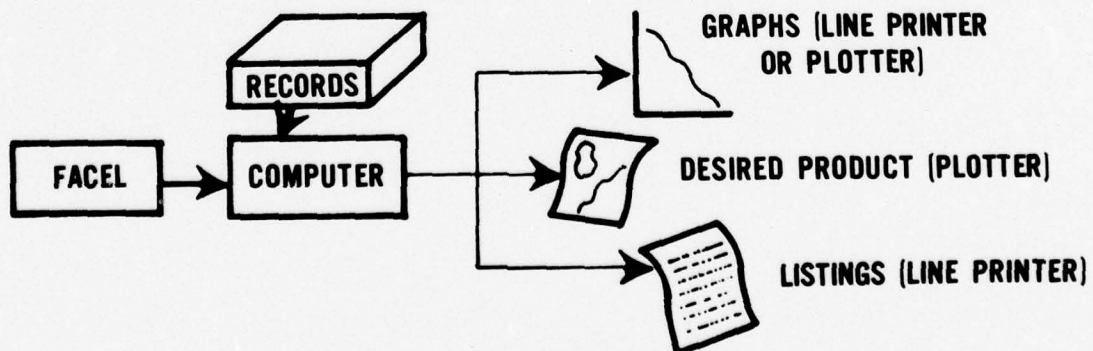 GRAPHS (LINE PRINTER
OR PLOTTER)
RECORDS
FACEL
COMPUTER
DESIRED PRODUCT (PLOTTER)
LISTINGS (LINE PRINTER)